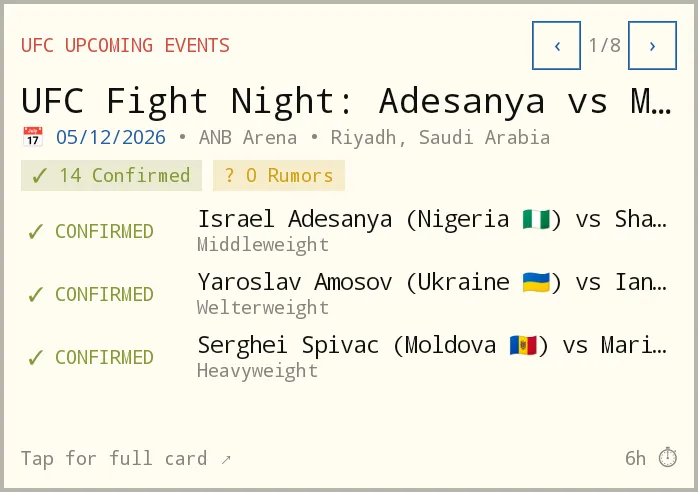 UFC UPCOMING EVENTS
‹ 1/8 ›
UFC Fight Night: Adesanya vs M…
📅 05/12/2026 • ANB Arena • Riyadh, Saudi Arabia
✓ 14 Confirmed ? 0 Rumors
✓ CONFIRMED Israel Adesanya (Nigeria 🇳🇬) vs Sha…
Middleweight
✓ CONFIRMED Yaroslav Amosov (Ukraine 🇺🇦) vs Ian…
Welterweight
✓ CONFIRMED Serghei Spivac (Moldova 🇲🇩) vs Mari…
Heavyweight
Tap for full card ↗ 6h ⏱